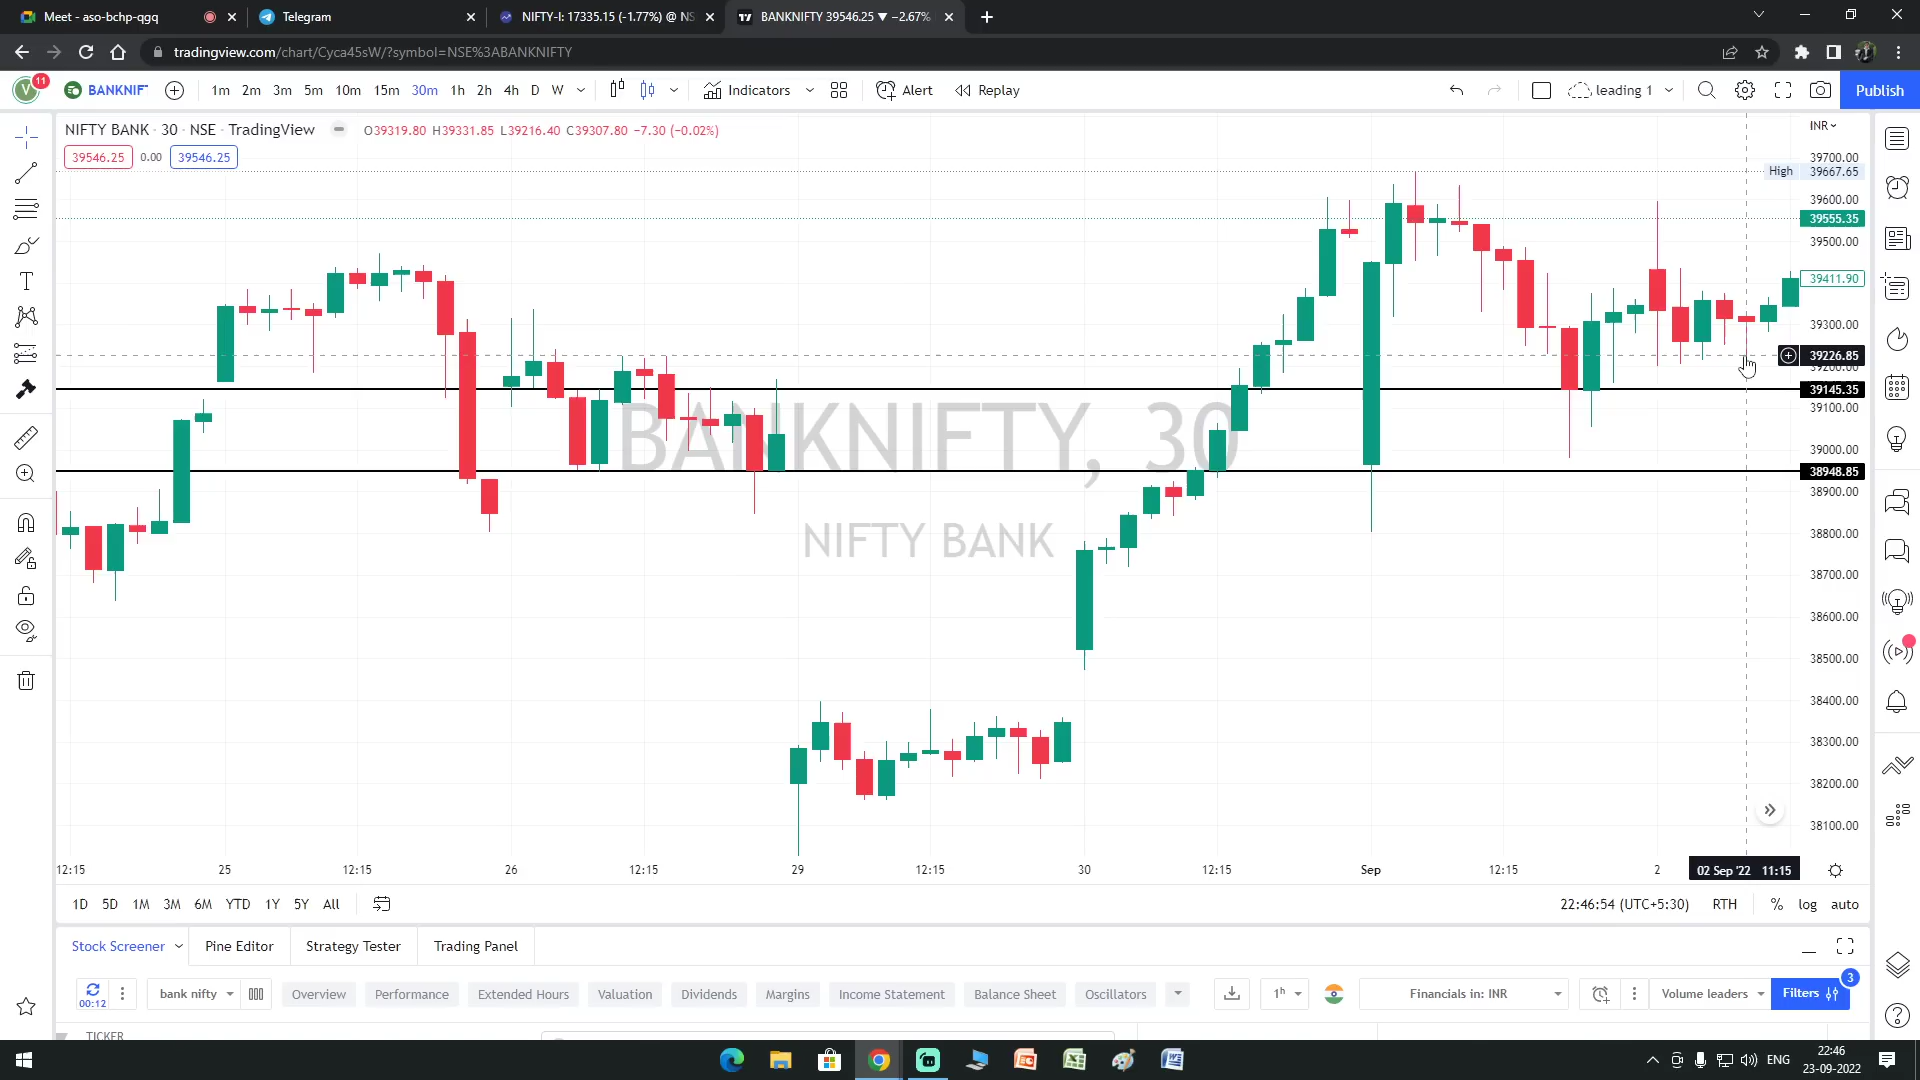 Meet - aso-bchp-qgq
Telegram
NIFTY-I: 17335.15 (-1.77%) @ NS
BANKNIFTY 39546.25 ▼ −2.67%
tradingview.com/chart/Cyca45sW/?symbol=NSE%3ABANKNIFTY
V 11 BANKNIF 1m 2m 3m 5m 10m 15m 30m 1h 2h 4h D W Indicators Alert Replay leading 1 Publish
NIFTY BANK · 30 · NSE · TradingView O39319.80 H39331.85 L39216.40 C39307.80 −7.30 (−0.02%)
INR
39546.25 0.00 39546.25
39700.00
High 39667.65
39600.00
39555.35
39500.00
39411.90
39300.00
39226.85
39200.00
39145.35
39100.00
39000.00
38948.85
38900.00
38800.00
38700.00
38600.00
38500.00
38400.00
38300.00
38200.00
38100.00
BANKNIFTY, 30
NIFTY BANK
12:15 25 12:15 26 12:15 29 12:15 30 12:15 Sep 12:15 2 02 Sep '22 11:15
1D 5D 1M 3M 6M YTD 1Y 5Y All 22:46:54 (UTC+5:30) RTH % log auto
Stock Screener Pine Editor Strategy Tester Trading Panel
00:12 bank nifty Overview Performance Extended Hours Valuation Dividends Margins Income Statement Balance Sheet Oscillators 1h Financials in: INR Volume leaders Filters 3
TICKER
ENG
22:46
23-09-2022